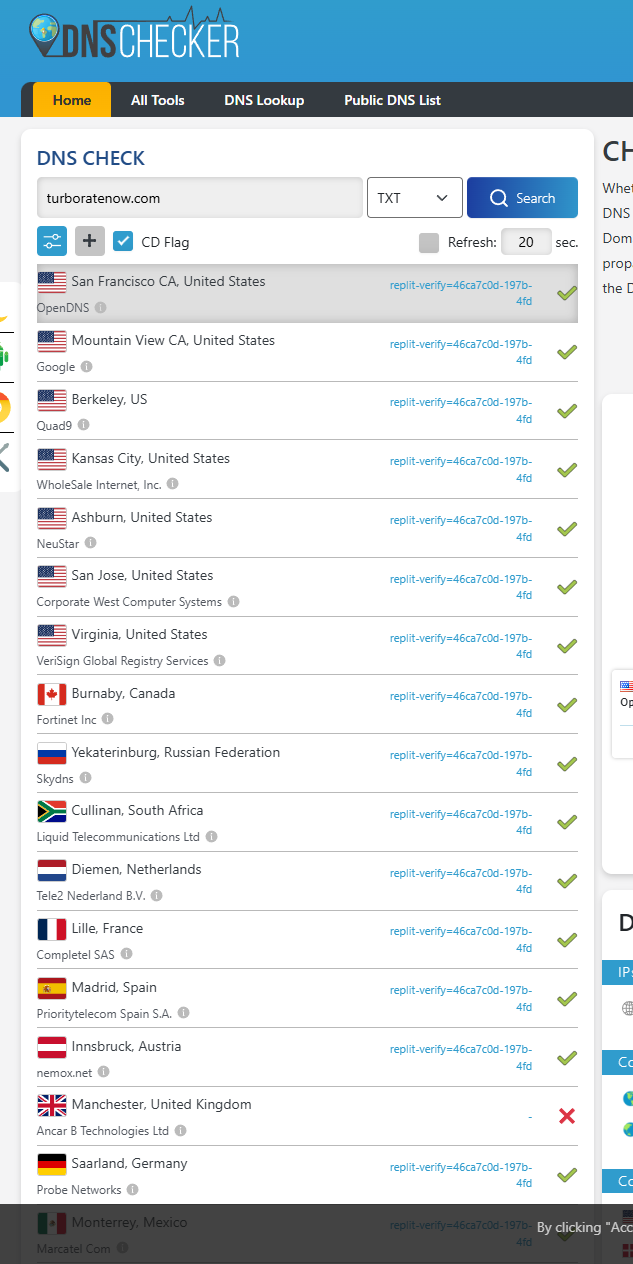 DNSCHECKER
Home
All Tools
DNS Lookup
Public DNS List
DNS CHECK
turboratenow.com
TXT
Search
CD Flag
Refresh:
20
sec.
San Francisco CA, United States
OpenDNS
replit-verify=46ca7c0d-197b-
4fd
Mountain View CA, United States
Google
replit-verify=46ca7c0d-197b-
4fd
Berkeley, US
Quad9
replit-verify=46ca7c0d-197b-
4fd
Kansas City, United States
WholeSale Internet, Inc.
replit-verify=46ca7c0d-197b-
4fd
Ashburn, United States
NeuStar
replit-verify=46ca7c0d-197b-
4fd
San Jose, United States
Corporate West Computer Systems
replit-verify=46ca7c0d-197b-
4fd
Virginia, United States
VeriSign Global Registry Services
replit-verify=46ca7c0d-197b-
4fd
Burnaby, Canada
Fortinet Inc
replit-verify=46ca7c0d-197b-
4fd
Yekaterinburg, Russian Federation
Skydns
replit-verify=46ca7c0d-197b-
4fd
Cullinan, South Africa
Liquid Telecommunications Ltd
replit-verify=46ca7c0d-197b-
4fd
Diemen, Netherlands
Tele2 Nederland B.V.
replit-verify=46ca7c0d-197b-
4fd
Lille, France
Completel SAS
replit-verify=46ca7c0d-197b-
4fd
Madrid, Spain
Prioritytelecom Spain S.A.
replit-verify=46ca7c0d-197b-
4fd
Innsbruck, Austria
nemox.net
replit-verify=46ca7c0d-197b-
4fd
Manchester, United Kingdom
Ancar B Technologies Ltd
-
Saarland, Germany
Probe Networks
replit-verify=46ca7c0d-197b-
4fd
Monterrey, Mexico
Marcatel Com
replit-verify=46ca7c0d-197b-
4fd
By clicking "Acc
CH
Whet
DNS
Dom
propa
the D
Op
D
IPs
Co
Co